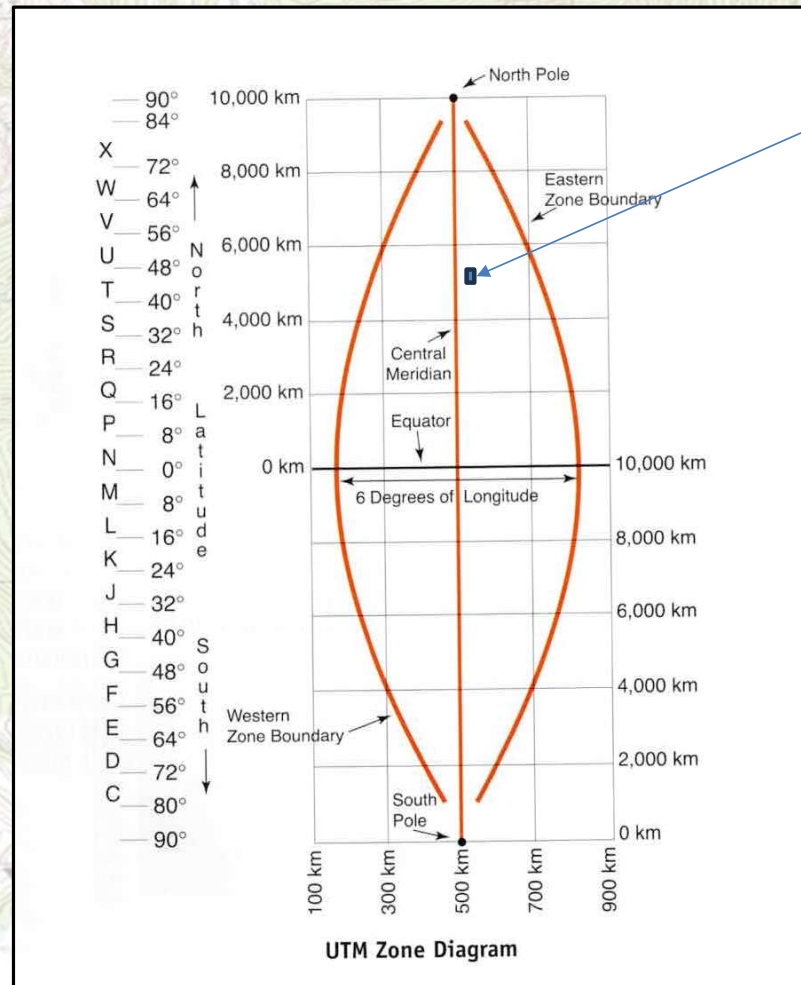 North Pole
90°
84°
X
72°
W
64°
V
56°
U
48°
T
40°
S
32°
R
24°
Q
16°
P
8°
N
0°
M
8°
L
16°
K
24°
J
32°
H
40°
G
48°
F
56°
E
64°
D
72°
C
80°
90°
North
Latitude
South
10,000 km
8,000 km
6,000 km
4,000 km
2,000 km
0 km
Eastern
Zone Boundary
Central
Meridian
Equator
6 Degrees of Longitude
Western
Zone Boundary
South
Pole
10,000 km
8,000 km
6,000 km
4,000 km
2,000 km
0 km
100 km
300 km
500 km
700 km
900 km
UTM Zone Diagram